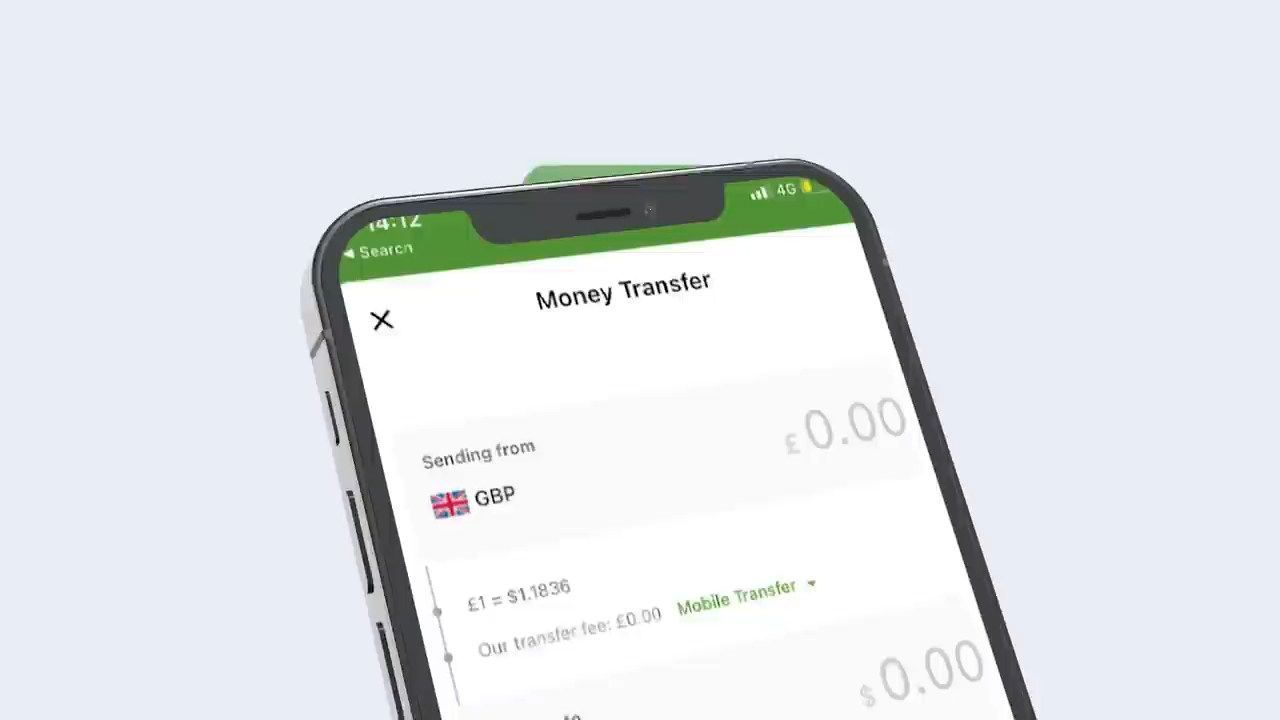 14:12
4G
◀ Search
Money Transfer
Sending from
£ 0.00
GBP
£1 = $1.1836
Our transfer fee: £0.00 Mobile Transfer
$ 0.00